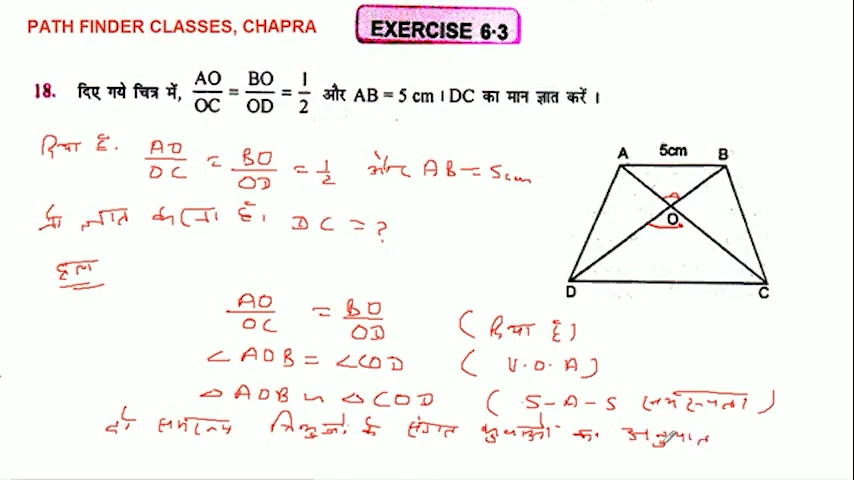 PATH FINDER CLASSES, CHAPRA
EXERCISE 6·3
18. दिए गये चित्र में, AO/OC = BO/OD = 1/2 और AB = 5 cm । DC का मान ज्ञात करें ।
दिया है. AO/OC = BO/OD = 1/2 और AB = 5cm
ज्ञात करना है। DC = ?
हल
AO/OC = BO/OD (दिया है)
∠AOB = ∠COD (V.O.A)
△AOB ~ △COD (S-A-S समरूपता)
दो समरूप त्रिभुजों के संगत भुजाओं का अनुपात
A 5cm B
O
D C